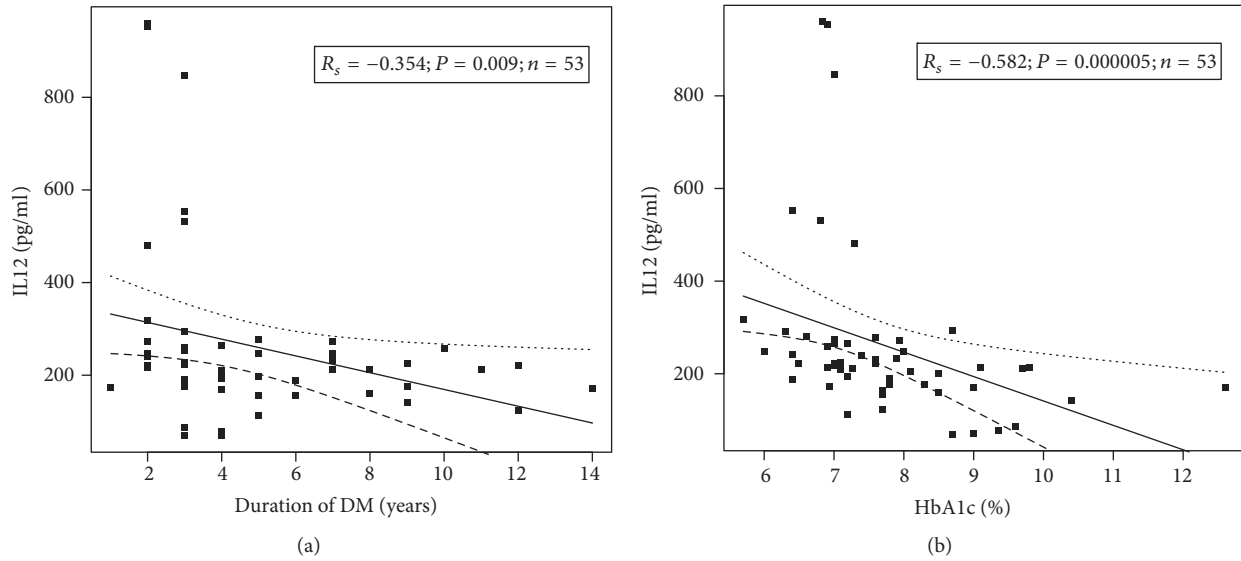 R_s = −0.354; P = 0.009; n = 53
800
600
400
200
IL12 (pg/ml)
2 4 6 8 10 12 14
Duration of DM (years)
(a)
R_s = −0.582; P = 0.000005; n = 53
800
600
400
200
IL12 (pg/ml)
6 7 8 9 10 12
HbA1c (%)
(b)